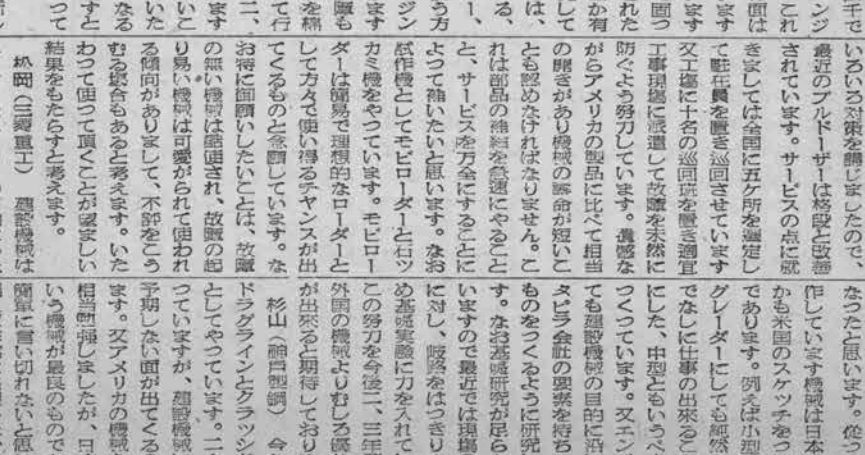 いろいろ対策を講じましたので、
最近のブルドーザーは格段と改善
されています。サービスの点に就
きましては全国に五ケ所を選定し
て駐在員を置き巡回させています
又工場に十名の巡回班を置き適宜
工事現場に派遣して故障を未然に
防ぐよう努力しています。遺憾な
がらアメリカの製品に比べて相当
の開きがあり機械の寿命が短いこ
とも認めなければなりません。こ
れは部品の補給を急速にやること
と、サービスを万全にすることに
よつて補いたいと思います。なお
試作機としてモビローダーと石ツ
カミ機をやつています。モビロー
ダーは簡易で理想的なローダーと
して方々で使い得るチヤンスが出
てくるものと念願しています。な
お特に御願いしたいことは、故障
の無い機械は酷使され、故障の起
り易い機械は可愛がられて使われ
る傾向がありまして、不評をこう
むる場合もあると考えます。いた
わつて使つて頂くことが望ましい
結果をもたらすと考えます。
松岡（三菱重工） 建設機械は
なつたと思います。従つ
作しています機械は日本
かも米国のスケツチをつ
であります。例えば小型
グレーダーにしても純然
でなしに仕事の出来るこ
にした、中型ともいうべ
つくつています。又エン
ても建設機械の目的に沿
タピラ会社の要素を持ち
ものをつくるように研究
す。なお基礎研究が足ら
いますので最近では現場
に対し、岐路をはつきり
め基礎実験に力を入れて
この努力を今後二、三年
外国の機械よりむしろ優
が出来ると期待しており
杉山（神戸製鋼） 今
ドラグラインとクラツシ
としてやつています。二
つていますが、建設機械
予期しない面が出てくる
ます。又アメリカの機械
相当勉強しましたが、日
いう機械が最良のもので
簡単に言い切れないと思